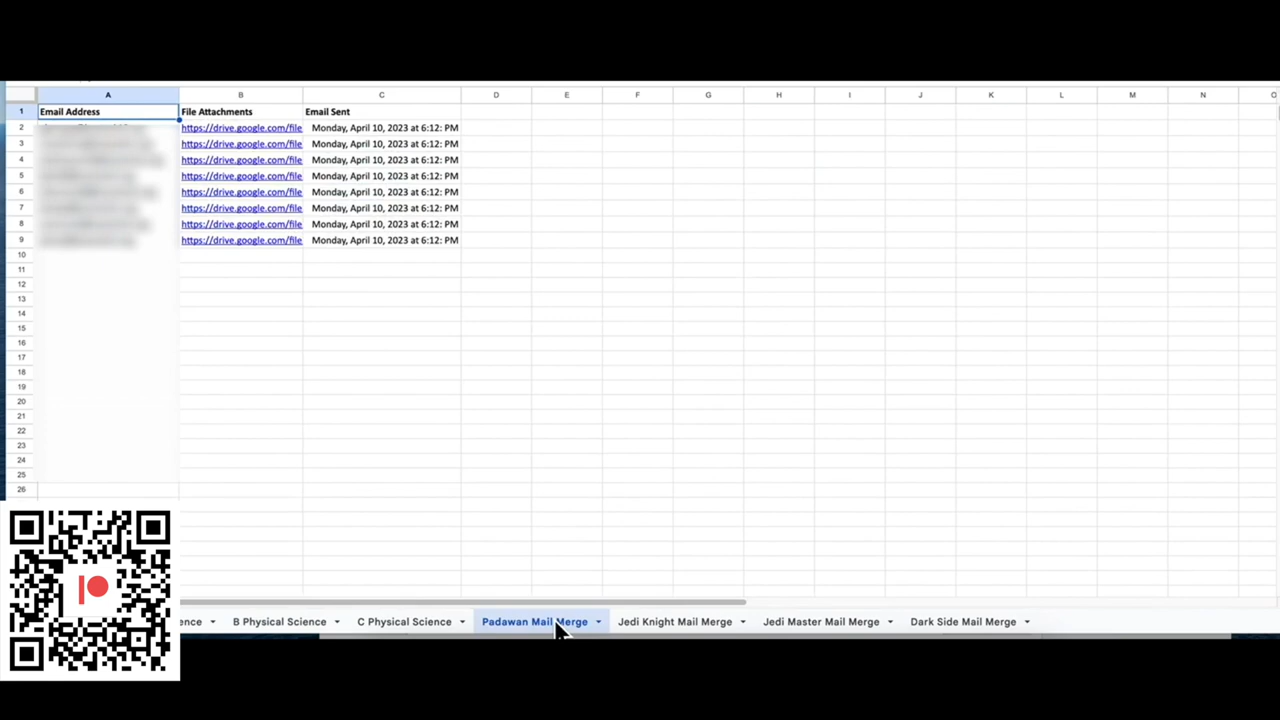 A B C D E F G H I J K L M N O
1 Email Address File Attachments Email Sent
2 https://drive.google.com/file Monday, April 10, 2023 at 6:12: PM
3 https://drive.google.com/file Monday, April 10, 2023 at 6:12: PM
4 https://drive.google.com/file Monday, April 10, 2023 at 6:12: PM
5 https://drive.google.com/file Monday, April 10, 2023 at 6:12: PM
6 https://drive.google.com/file Monday, April 10, 2023 at 6:12: PM
7 https://drive.google.com/file Monday, April 10, 2023 at 6:12: PM
8 https://drive.google.com/file Monday, April 10, 2023 at 6:12: PM
9 https://drive.google.com/file Monday, April 10, 2023 at 6:12: PM
10
11
12
13
14
15
16
17
18
19
20
21
22
23
24
25
26
ence B Physical Science C Physical Science Padawan Mail Merge Jedi Knight Mail Merge Jedi Master Mail Merge Dark Side Mail Merge